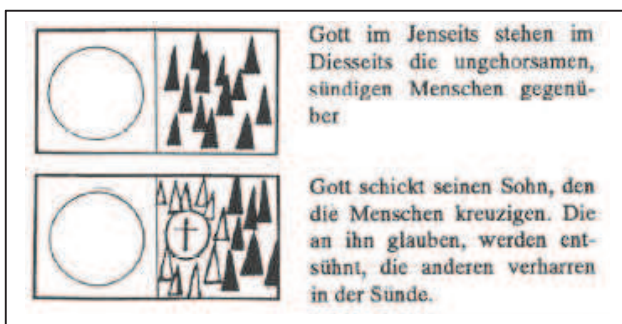 Gott im Jenseits stehen im
Diesseits die ungehorsamen,
sündigen Menschen gegenü-
ber
Gott schickt seinen Sohn, den
die Menschen kreuzigen. Die
an ihn glauben, werden ent-
sühnt, die anderen verharren
in der Sünde.